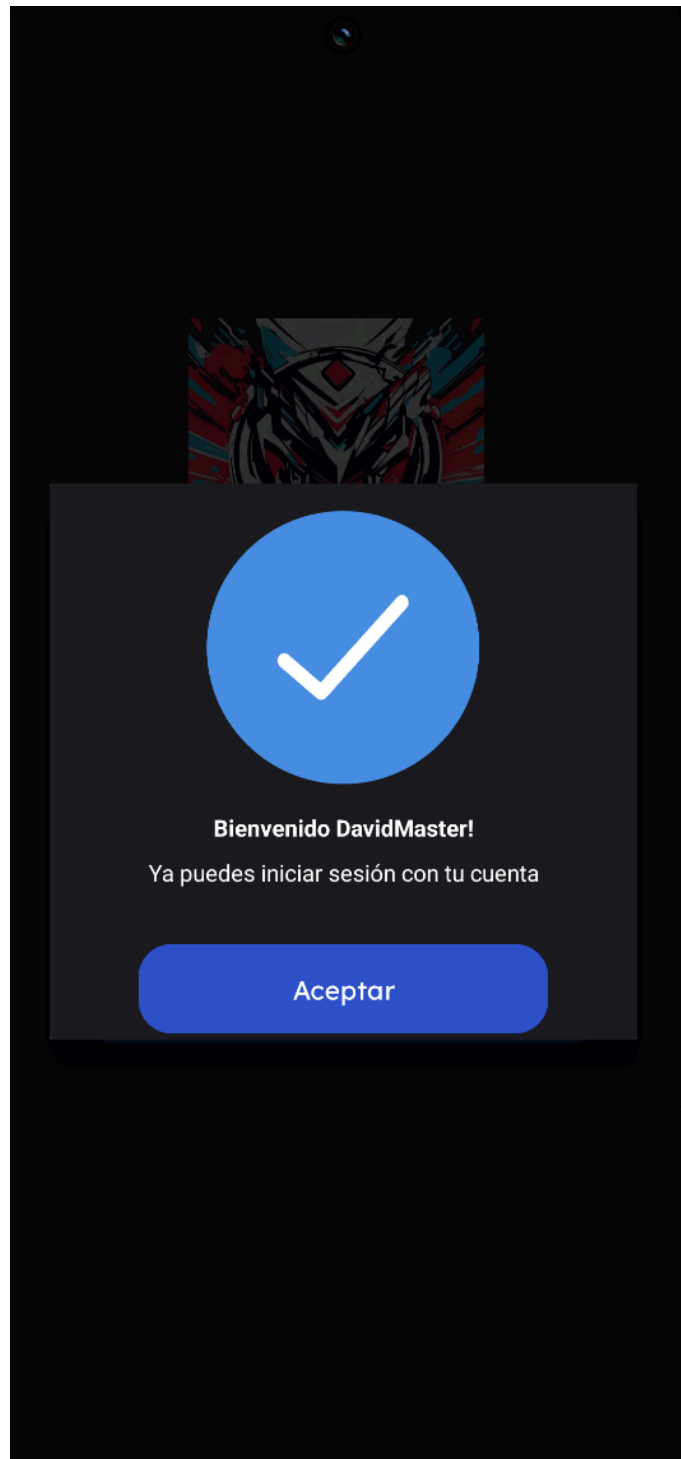 Bienvenido DavidMaster!
Ya puedes iniciar sesión con tu cuenta
Aceptar